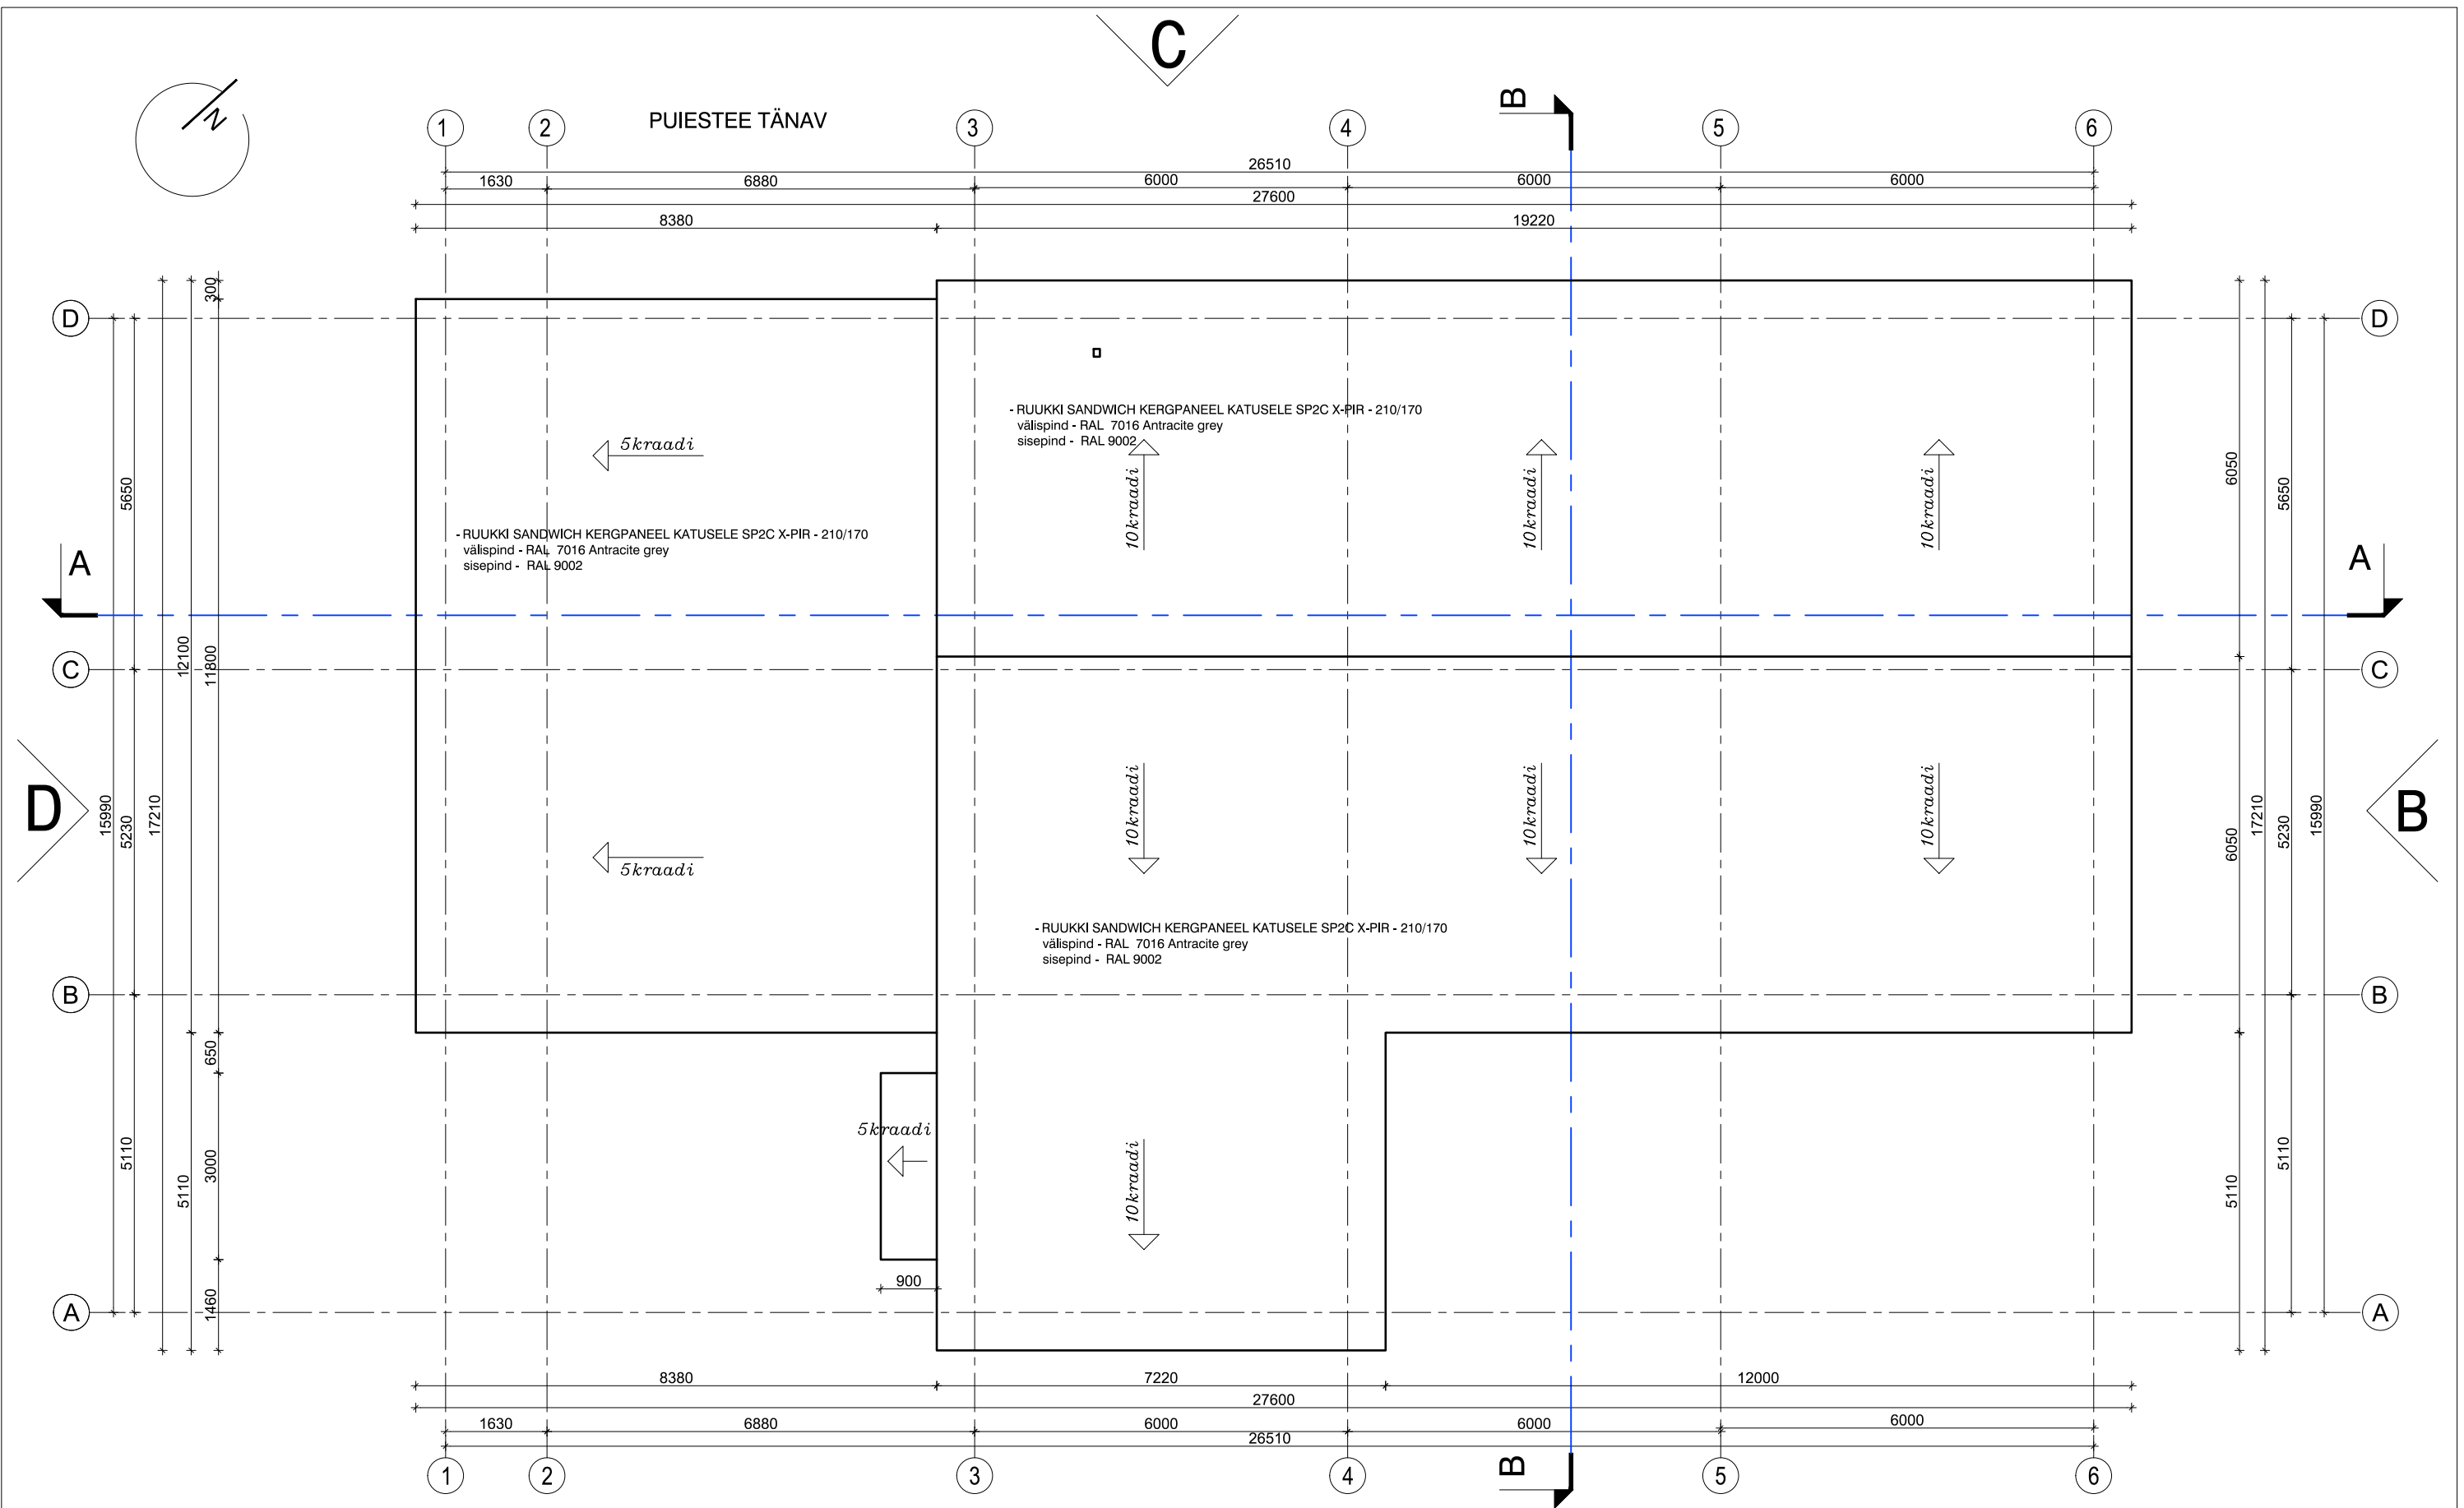 C
N
PUIESTEE TÄNAV
B
1 2 3 4 5 6
26510
1630 6880 6000 6000 6000
27600
8380 19220
300
D D
- RUUKKI SANDWICH KERGPANEEL KATUSELE SP2C X-PIR - 210/170
välispind - RAL 7016 Antracite grey
sisepind - RAL 9002
5kraadi
10kraadi 10kraadi 10kraadi
5650 6050 5650
- RUUKKI SANDWICH KERGPANEEL KATUSELE SP2C X-PIR - 210/170
välispind - RAL 7016 Antracite grey
sisepind - RAL 9002
A A
12100 11800
C C
15990 5230 17210
D
10kraadi 10kraadi 10kraadi
6050 17210 5230 15990
B
5kraadi
- RUUKKI SANDWICH KERGPANEEL KATUSELE SP2C X-PIR - 210/170
välispind - RAL 7016 Antracite grey
sisepind - RAL 9002
B B
650
5kraadi
5110 5110 3000
10kraadi
5110 5110
900
1460
A A
8380 7220 12000
27600
1630 6880 6000 6000 6000
26510
1 2 3 4 5 6
B